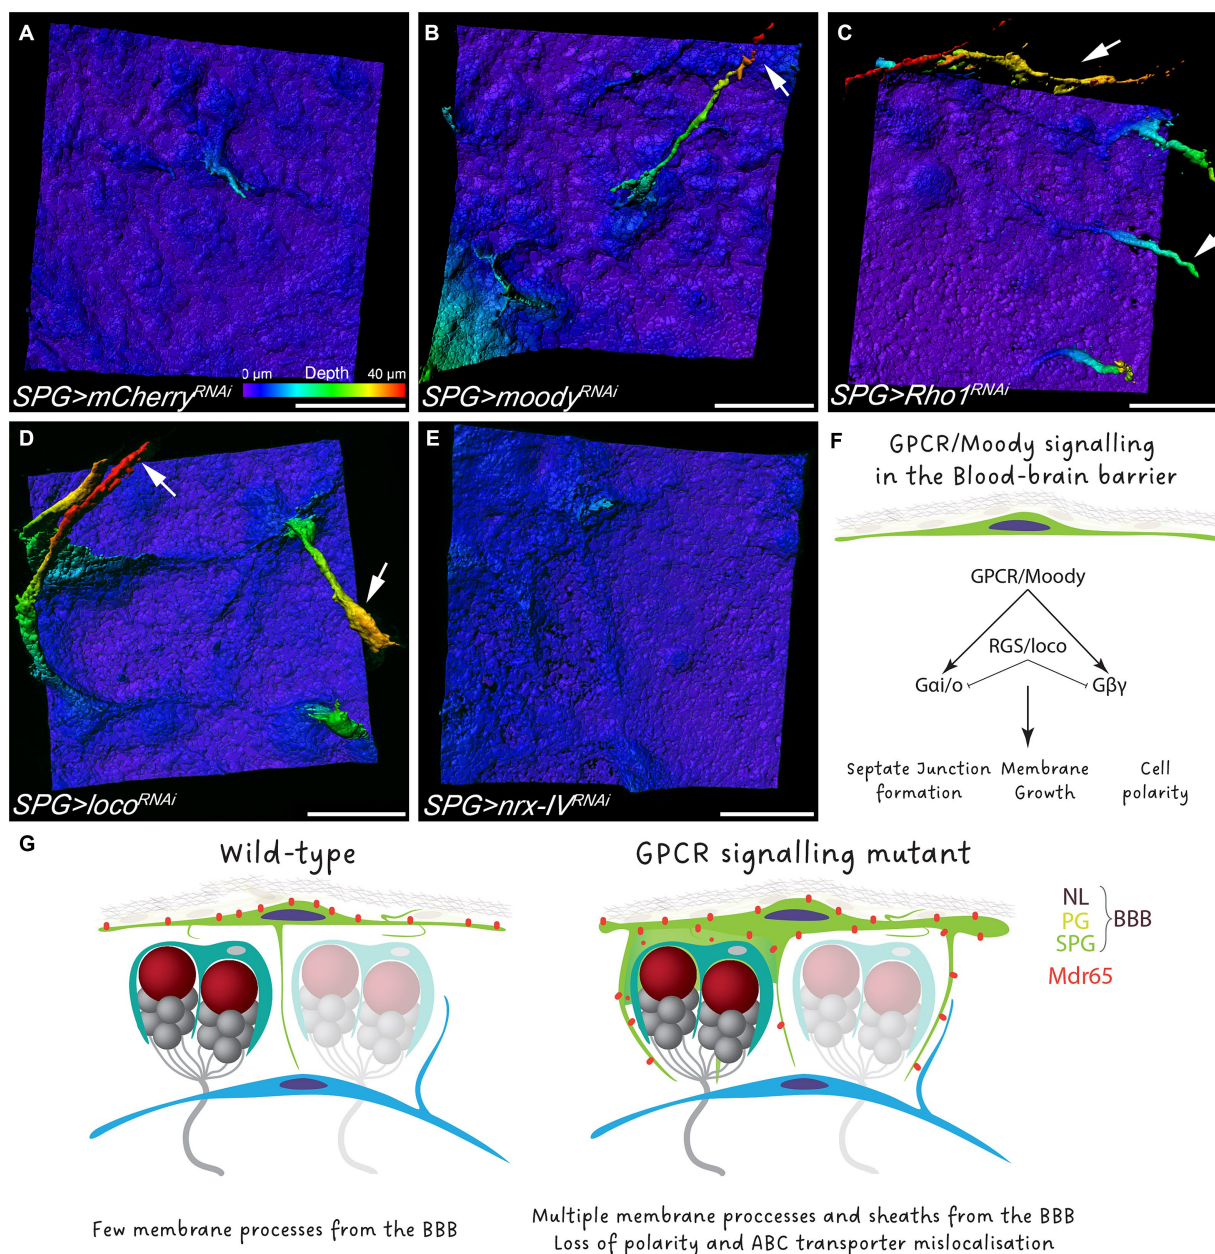 A
B
C
0 µm Depth 40 µm
SPG>mCherryRNAi
SPG>moodyRNAi
SPG>Rho1RNAi
D
E
F
GPCR/Moody signalling
in the Blood-brain barrier
GPCR/Moody
RGS/loco
Gαi/o
Gβγ
Septate Junction
formation
Membrane
Growth
Cell
polarity
SPG>locoRNAi
SPG>nrx-IVRNAi
G
Wild-type
GPCR signalling mutant
NL
PG
SPG
BBB
Mdr65
Few membrane processes from the BBB
Multiple membrane proccesses and sheaths from the BBB
Loss of polarity and ABC transporter mislocalisation